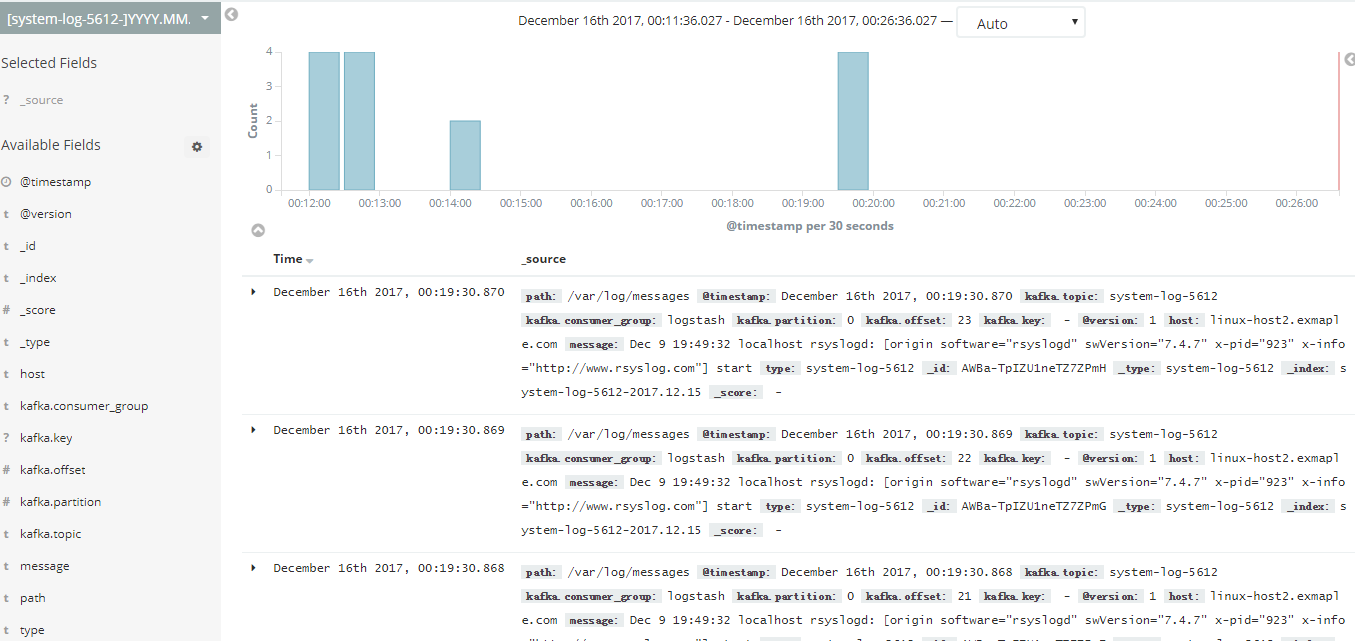 [system-log-5612-]YYYY.MM.
Selected Fields
? _source
Available Fields
@timestamp
t @version
t _id
t _index
# _score
t _type
t host
t kafka.consumer_group
? kafka.key
# kafka.offset
# kafka.partition
t kafka.topic
t message
t path
t type
December 16th 2017, 00:11:36.027 - December 16th 2017, 00:26:36.027 — Auto
Count
4
3
2
1
0
00:12:00 00:13:00 00:14:00 00:15:00 00:16:00 00:17:00 00:18:00 00:19:00 00:20:00 00:21:00 00:22:00 00:23:00 00:24:00 00:25:00 00:26:00
@timestamp per 30 seconds
Time _source
December 16th 2017, 00:19:30.870
path: /var/log/messages @timestamp: December 16th 2017, 00:19:30.870 kafka.topic: system-log-5612
kafka.consumer_group: logstash kafka.partition: 0 kafka.offset: 23 kafka.key: - @version: 1 host: linux-host2.exmapl
e.com message: Dec 9 19:49:32 localhost rsyslogd: [origin software="rsyslogd" swVersion="7.4.7" x-pid="923" x-info
="http://www.rsyslog.com"] start type: system-log-5612 _id: AWBa-TpIZU1neTZ7ZPmH _type: system-log-5612 _index: s
ystem-log-5612-2017.12.15 _score: -
December 16th 2017, 00:19:30.869
path: /var/log/messages @timestamp: December 16th 2017, 00:19:30.869 kafka.topic: system-log-5612
kafka.consumer_group: logstash kafka.partition: 0 kafka.offset: 22 kafka.key: - @version: 1 host: linux-host2.exmapl
e.com message: Dec 9 19:49:32 localhost rsyslogd: [origin software="rsyslogd" swVersion="7.4.7" x-pid="923" x-info
="http://www.rsyslog.com"] start type: system-log-5612 _id: AWBa-TpIZU1neTZ7ZPmG _type: system-log-5612 _index: s
ystem-log-5612-2017.12.15 _score: -
December 16th 2017, 00:19:30.868
path: /var/log/messages @timestamp: December 16th 2017, 00:19:30.868 kafka.topic: system-log-5612
kafka.consumer_group: logstash kafka.partition: 0 kafka.offset: 21 kafka.key: - @version: 1 host: linux-host2.exmapl
e.com message: Dec 9 19:49:32 localhost rsyslogd: [origin software="rsyslogd" swVersion="7.4.7" x-pid="923" x-info